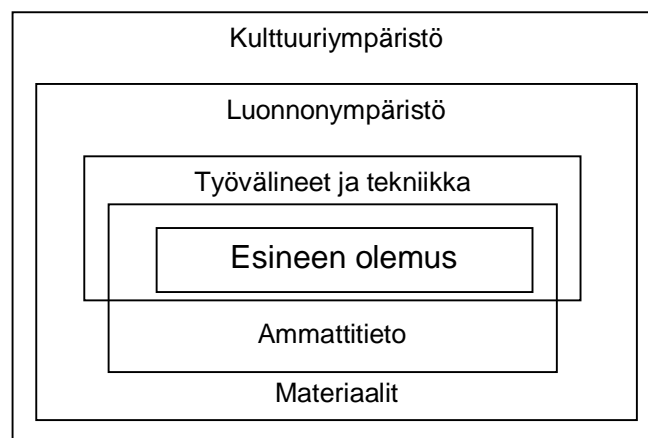 Kulttuuriympäristö
Luonnonympäristö
Työvälineet ja tekniikka
Esineen olemus
Ammattitieto
Materiaalit